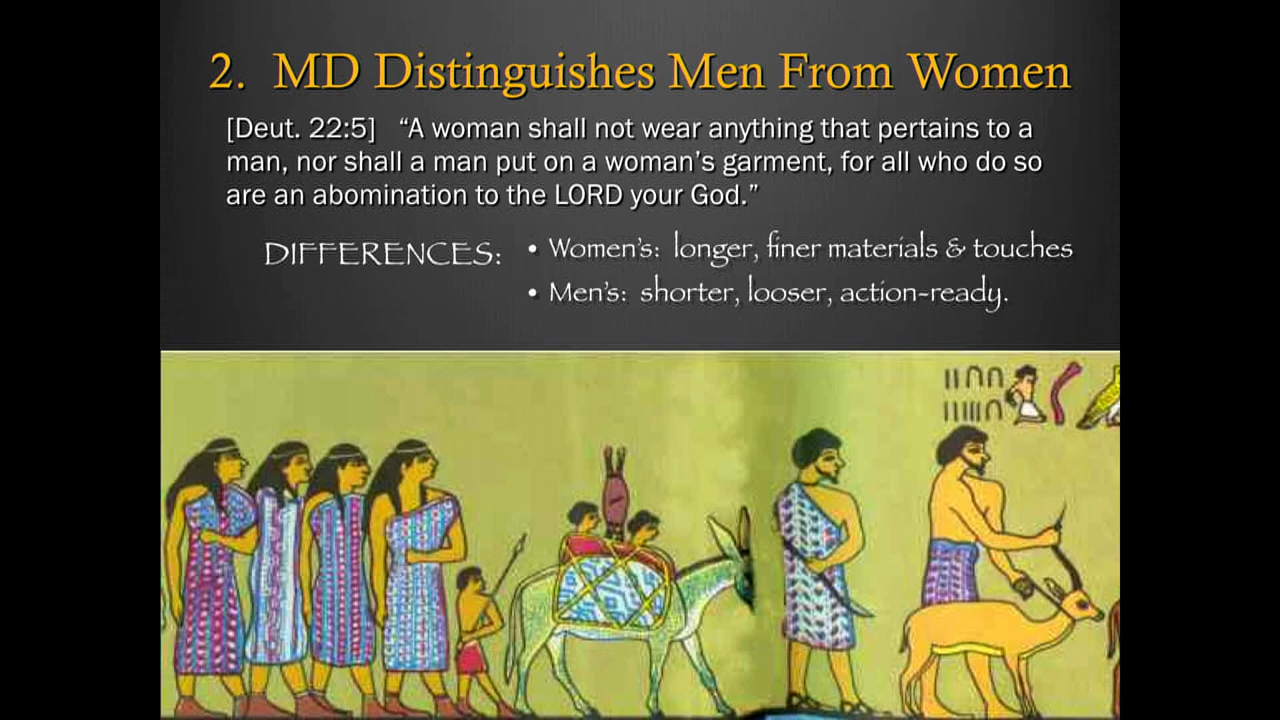 2. MD Distinguishes Men From Women
[Deut. 22:5] “A woman shall not wear anything that pertains to a
man, nor shall a man put on a woman’s garment, for all who do so
are an abomination to the LORD your God.”
DIFFERENCES: • Women’s: longer, finer materials & touches
• Men’s: shorter, looser, action-ready.